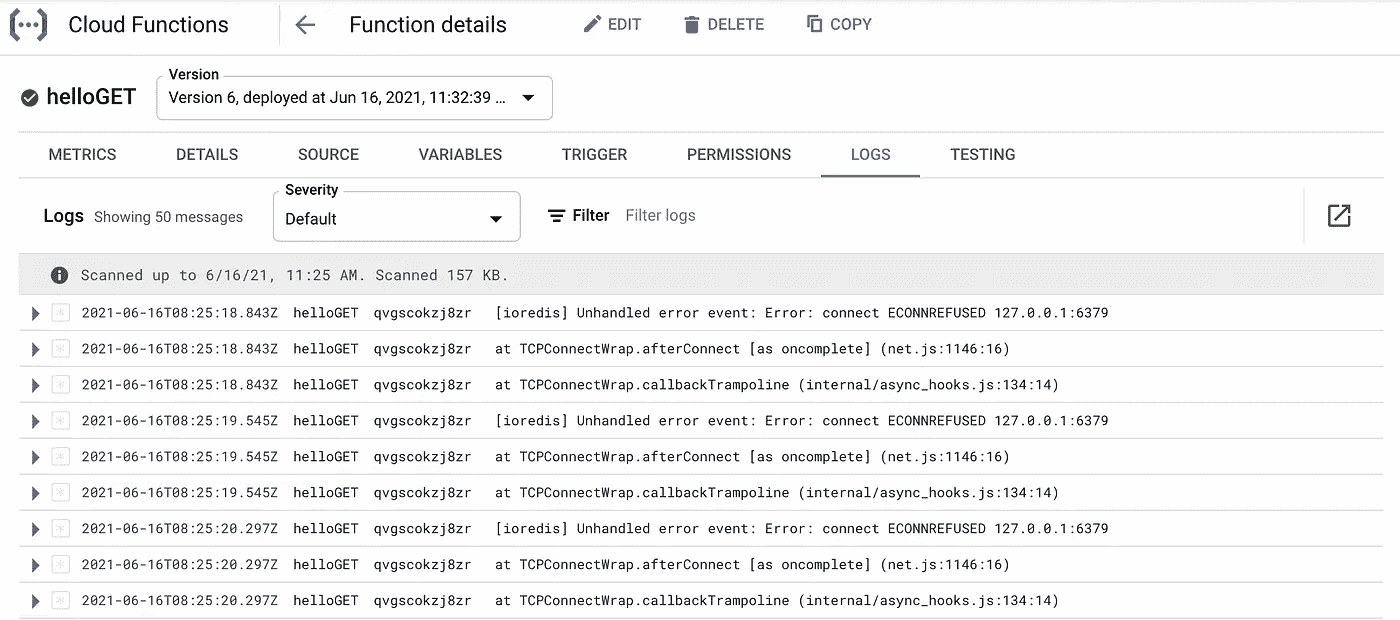 Cloud Functions Function details EDIT DELETE COPY
helloGET Version
Version 6, deployed at Jun 16, 2021, 11:32:39 ...
METRICS DETAILS SOURCE VARIABLES TRIGGER PERMISSIONS LOGS TESTING
Severity
Logs Showing 50 messages Default Filter Filter logs
Scanned up to 6/16/21, 11:25 AM. Scanned 157 KB.
2021-06-16T08:25:18.843Z helloGET qvgscokzj8zr [ioredis] Unhandled error event: Error: connect ECONNREFUSED 127.0.0.1:6379
2021-06-16T08:25:18.843Z helloGET qvgscokzj8zr at TCPConnectWrap.afterConnect [as oncomplete] (net.js:1146:16)
2021-06-16T08:25:18.843Z helloGET qvgscokzj8zr at TCPConnectWrap.callbackTrampoline (internal/async_hooks.js:134:14)
2021-06-16T08:25:19.545Z helloGET qvgscokzj8zr [ioredis] Unhandled error event: Error: connect ECONNREFUSED 127.0.0.1:6379
2021-06-16T08:25:19.545Z helloGET qvgscokzj8zr at TCPConnectWrap.afterConnect [as oncomplete] (net.js:1146:16)
2021-06-16T08:25:19.545Z helloGET qvgscokzj8zr at TCPConnectWrap.callbackTrampoline (internal/async_hooks.js:134:14)
2021-06-16T08:25:20.297Z helloGET qvgscokzj8zr [ioredis] Unhandled error event: Error: connect ECONNREFUSED 127.0.0.1:6379
2021-06-16T08:25:20.297Z helloGET qvgscokzj8zr at TCPConnectWrap.afterConnect [as oncomplete] (net.js:1146:16)
2021-06-16T08:25:20.297Z helloGET qvgscokzj8zr at TCPConnectWrap.callbackTrampoline (internal/async_hooks.js:134:14)